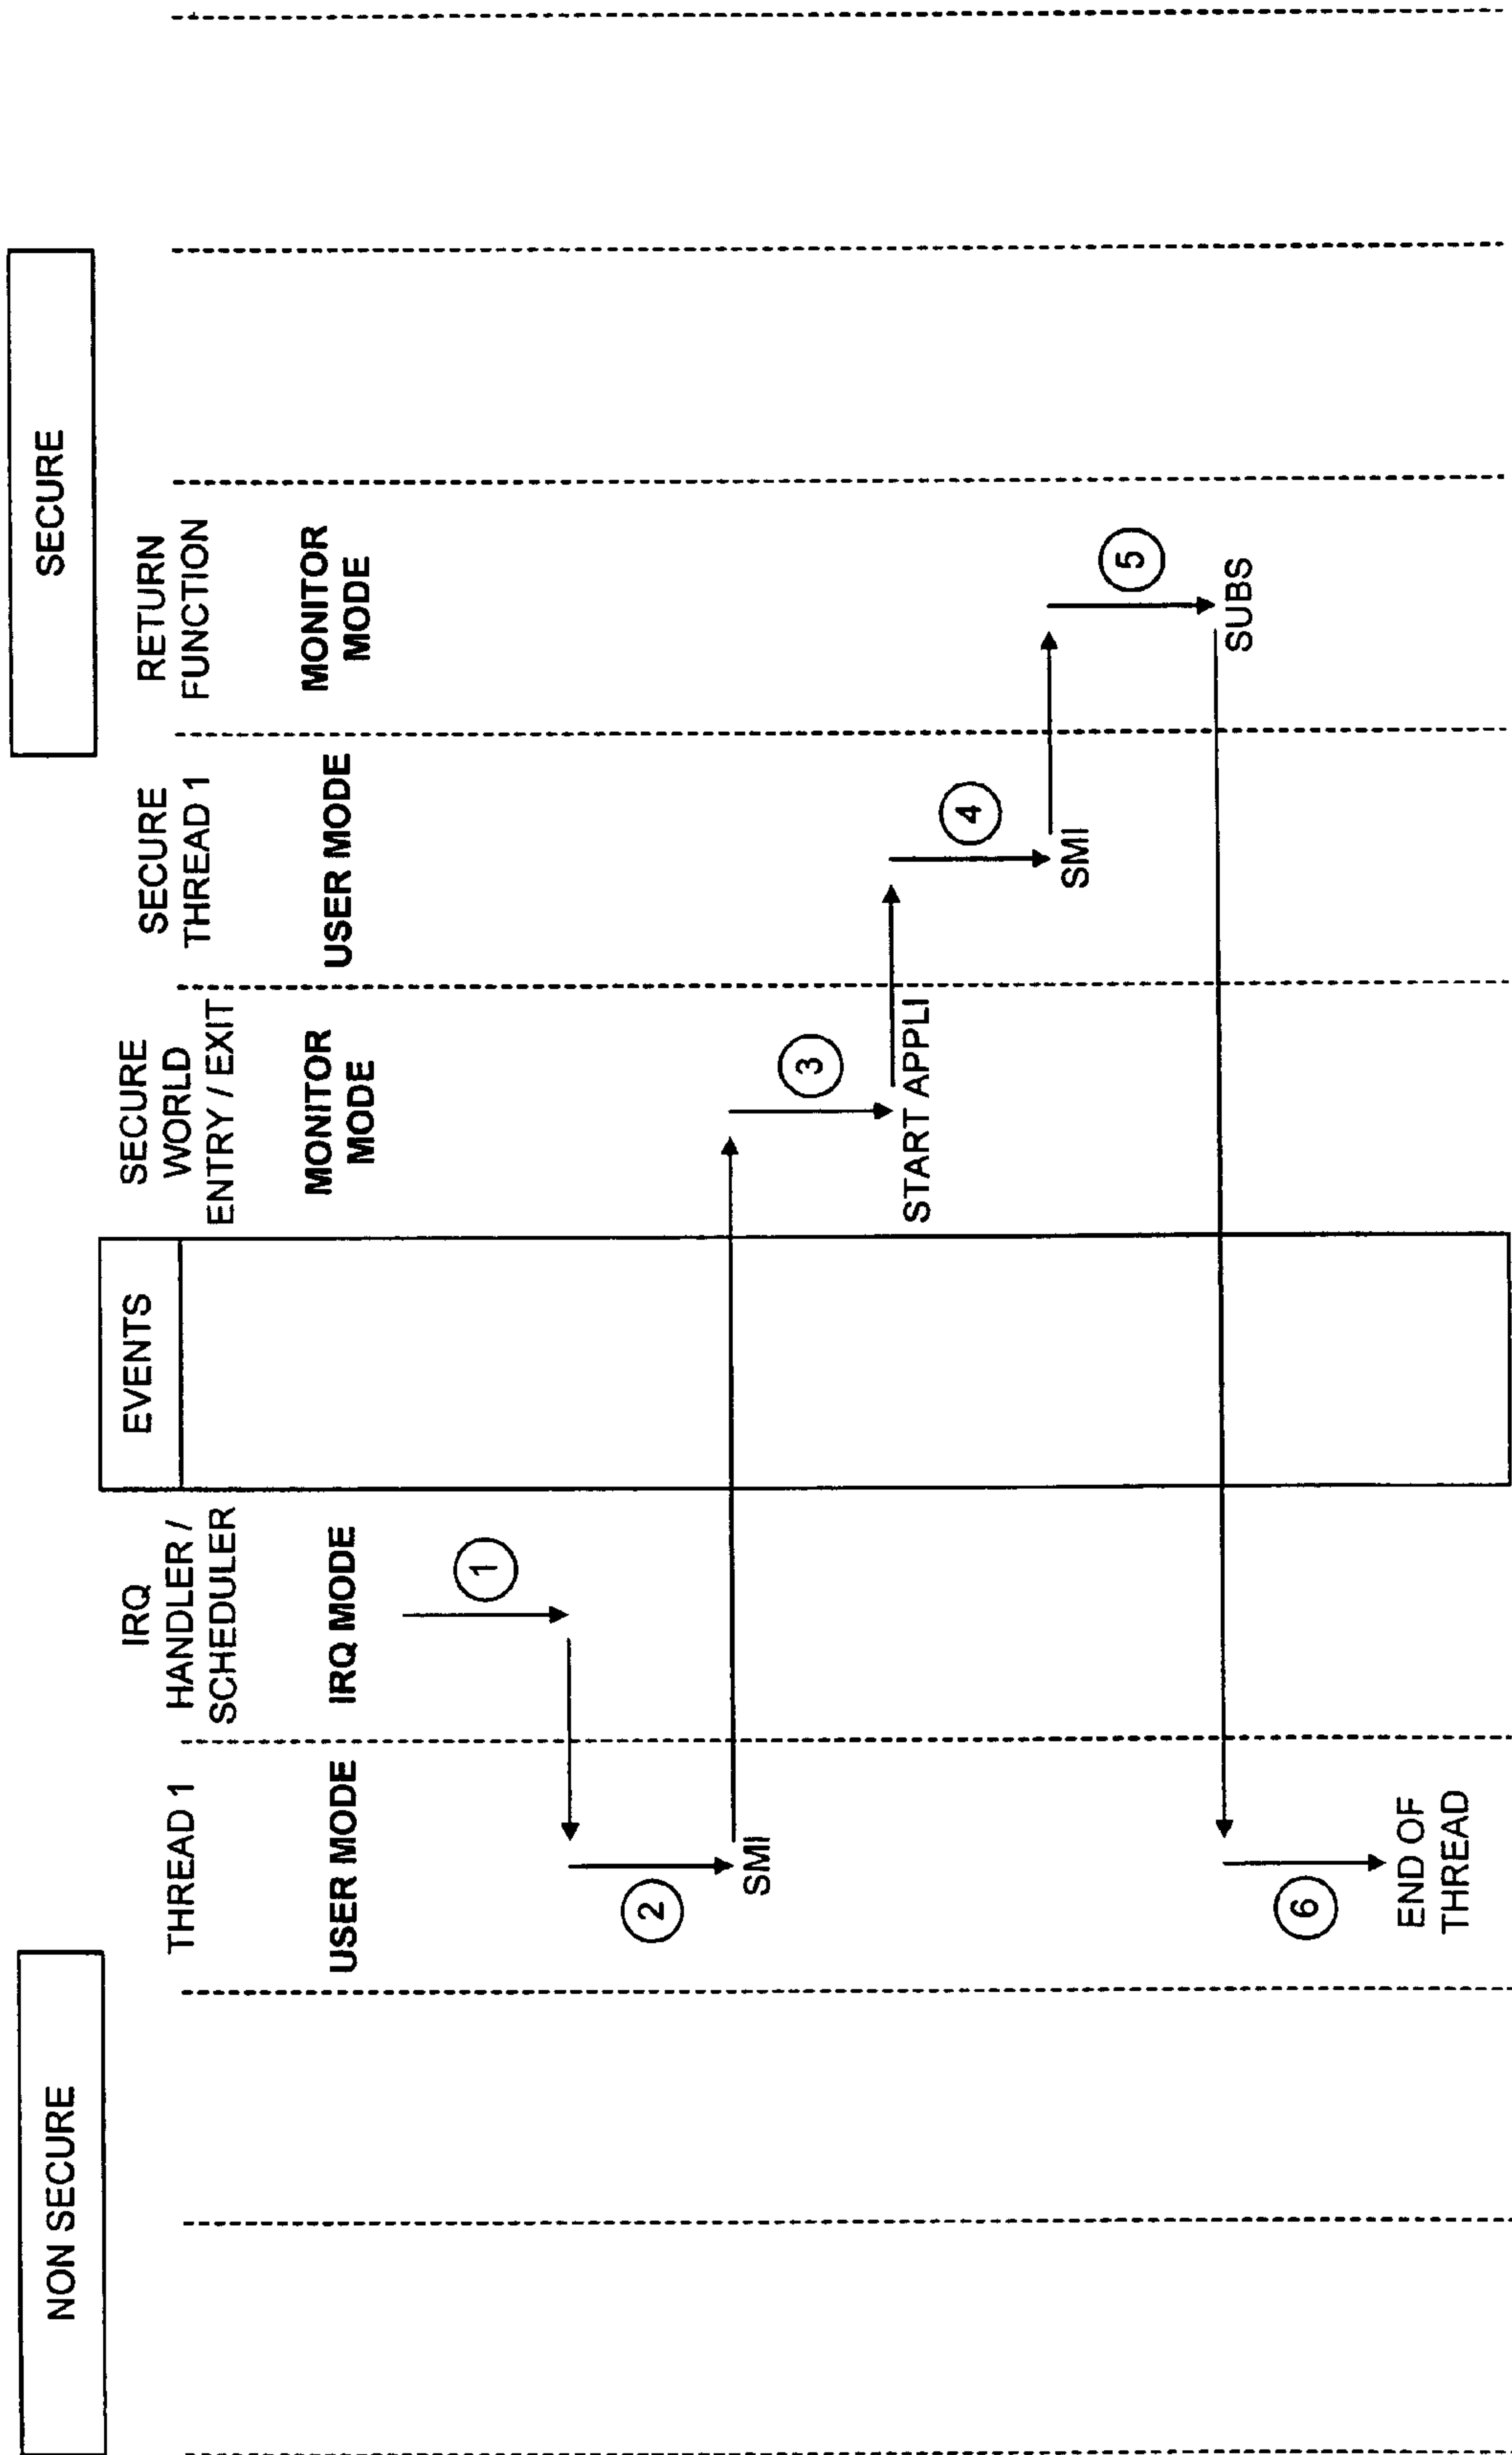 NON SECURE
SECURE
THREAD 1
IRQ
HANDLER /
SCHEDULER
EVENTS
SECURE
WORLD
ENTRY / EXIT
SECURE
THREAD 1
RETURN
FUNCTION
USER MODE
IRQ MODE
MONITOR
MODE
USER MODE
MONITOR
MODE
1
2
SMI
3
START APPLI
4
SMI
5
SUBS
6
END OF
THREAD